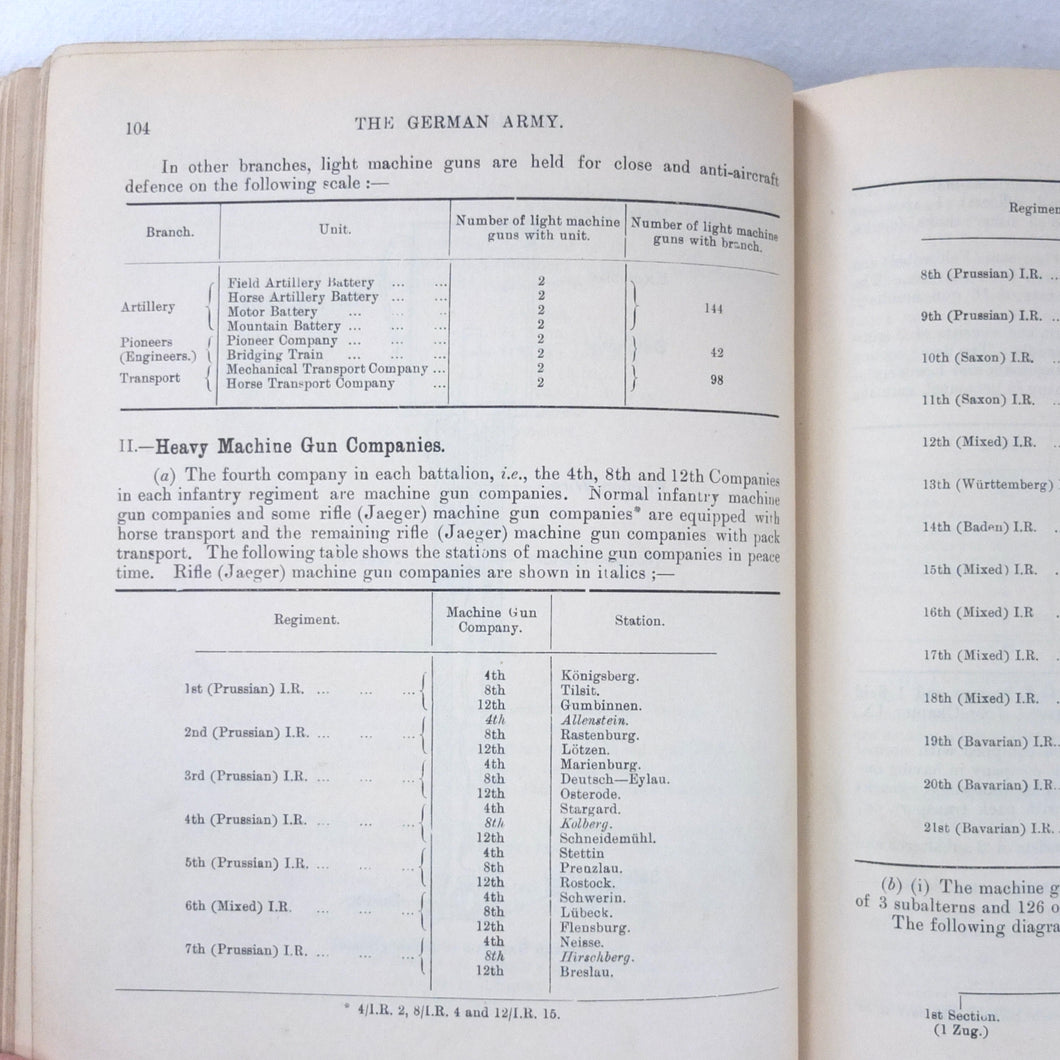 104
THE GERMAN ARMY.
In other branches, light machine guns are held for close and anti-aircraft
defence on the following scale :—
Branch.
Unit.
Number of light machine
guns with unit.
Number of light machine
guns with branch.
Artillery
Field Artillery Battery ... ... 2
Horse Artillery Battery ... ... 2
Motor Battery ... ... ... 2
Mountain Battery ... ... ... 2
144
Pioneers
(Engineers.)
Pioneer Company ... ... ... 2
Bridging Train ... ... ... 2
42
Transport
Mechanical Transport Company ... 2
Horse Transport Company ... 2
98
II.—Heavy Machine Gun Companies.
(a) The fourth company in each battalion, i.e., the 4th, 8th and 12th Companies
in each infantry regiment are machine gun companies. Normal infantry machine
gun companies and some rifle (Jaeger) machine gun companies* are equipped with
horse transport and the remaining rifle (Jaeger) machine gun companies with pack
transport. The following table shows the stations of machine gun companies in peace
time. Rifle (Jaeger) machine gun companies are shown in italics ;—
Regiment.
Machine Gun
Company.
Station.
1st (Prussian) I.R. ... ... ...
4th Königsberg.
8th Tilsit.
12th Gumbinnen.
2nd (Prussian) I.R. ... ... ...
4th Allenstein.
8th Rastenburg.
12th Lötzen.
3rd (Prussian) I.R. ... ... ...
4th Marienburg.
8th Deutsch—Eylau.
12th Osterode.
4th (Prussian) I.R. ... ... ...
4th Stargard.
8th Kolberg.
12th Schneidemühl.
5th (Prussian) I.R. ... ... ...
4th Stettin
8th Prenzlau.
12th Rostock.
6th (Mixed) I.R. ... ... ...
4th Schwerin.
8th Lübeck.
12th Flensburg.
7th (Prussian) I.R. ... ... ...
4th Neisse.
8th Hirschberg.
12th Breslau.
* 4/I.R. 2, 8/I.R. 4 and 12/I.R. 15.
Regimen
8th (Prussian) I.R. ..
9th (Prussian) I.R. ..
10th (Saxon) I.R.
11th (Saxon) I.R. ..
12th (Mixed) I.R. ..
13th (Württemberg)
14th (Baden) I.R. .
15th (Mixed) I.R. .
16th (Mixed) I.R .
17th (Mixed) I.R. .
18th (Mixed) I.R. .
19th (Bavarian) I.R..
20th (Bavarian) I.R..
21st (Bavarian) I.R..
(b) (i) The machine g
of 3 subalterns and 126 o
The following diagra
1st Section.
(1 Zug.)